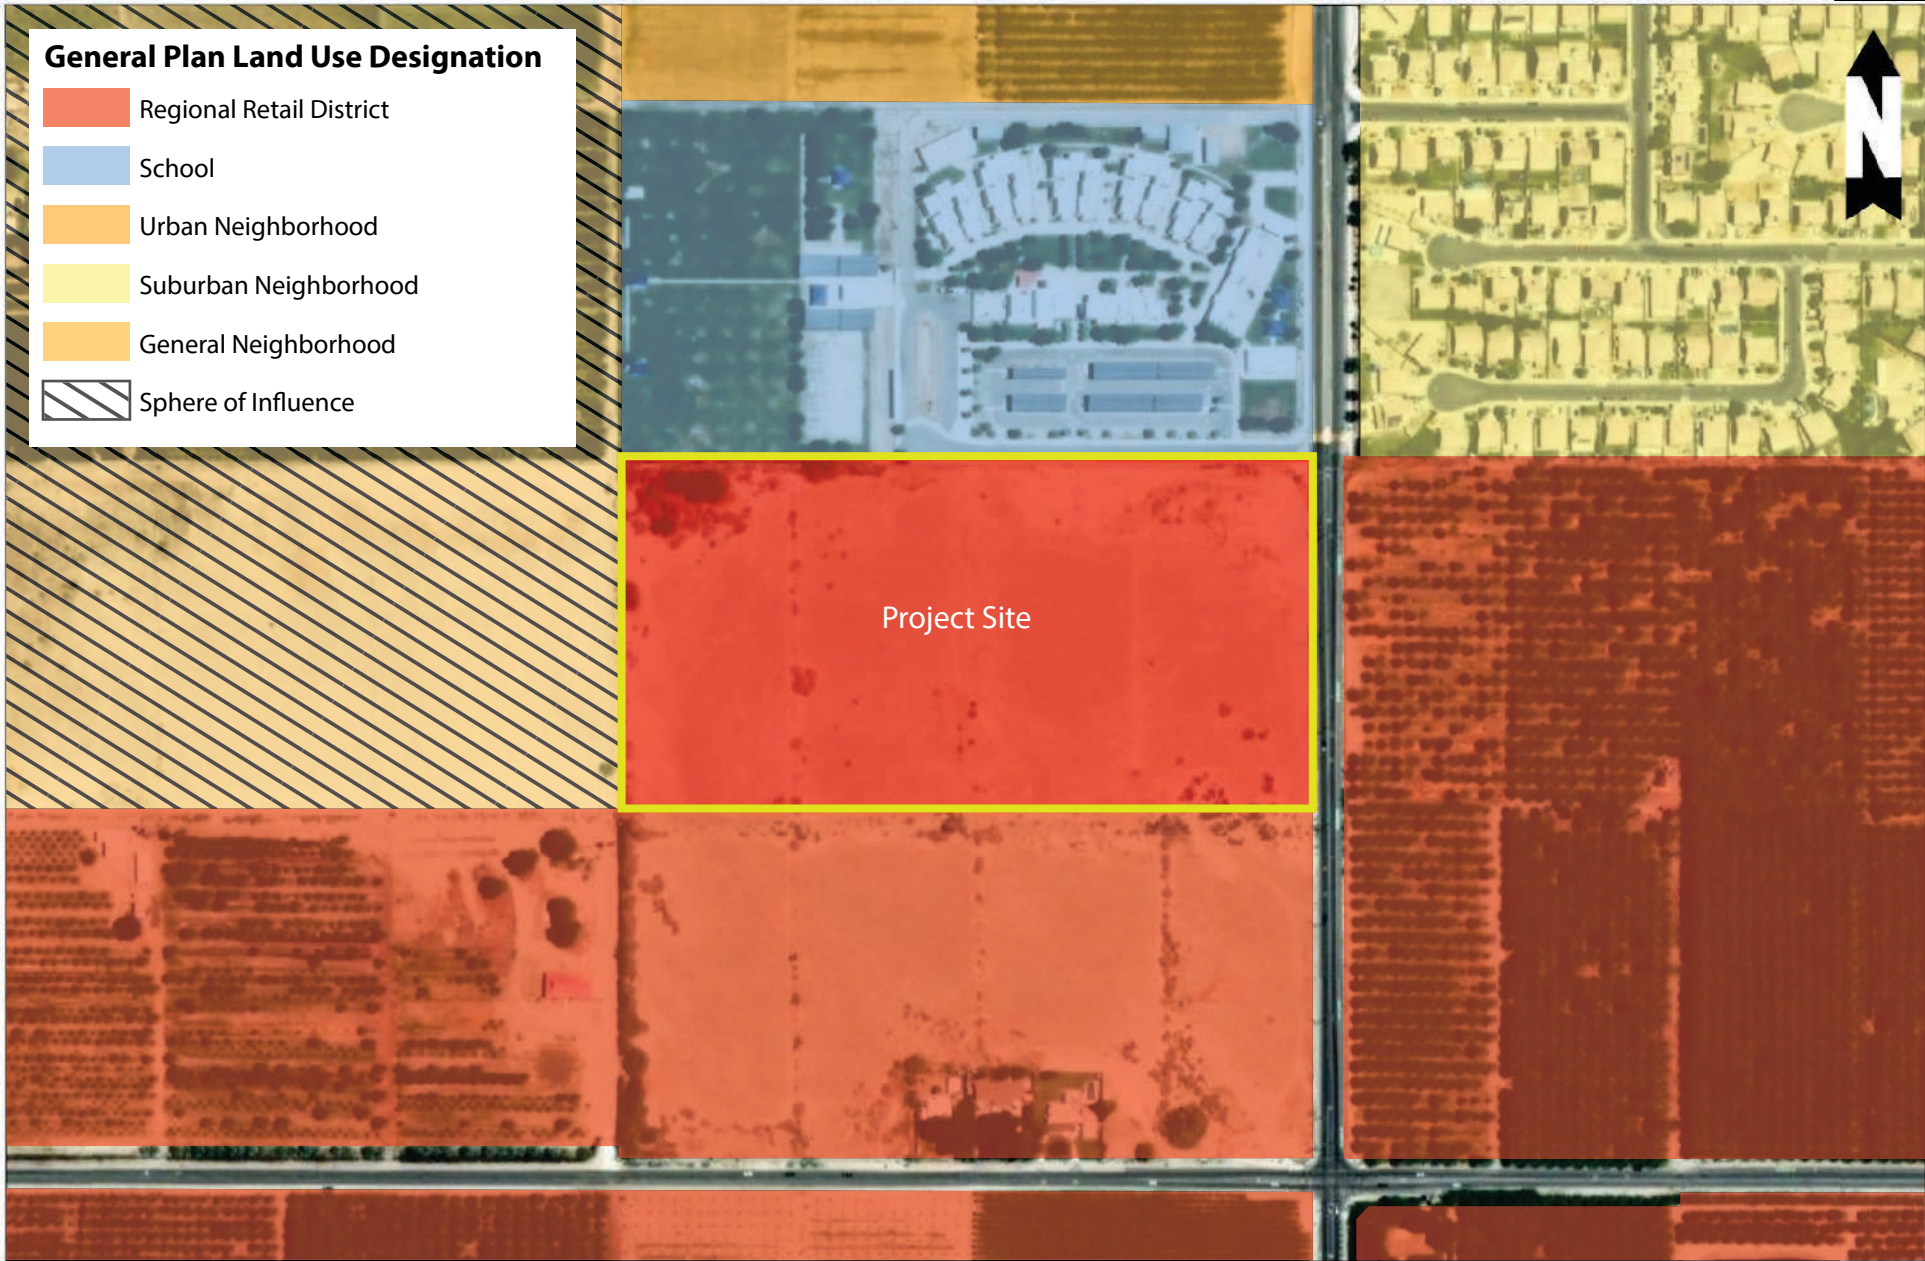 General Plan Land Use Designation
Regional Retail District
School
Urban Neighborhood
Suburban Neighborhood
General Neighborhood
Sphere of Influence
N
Project Site